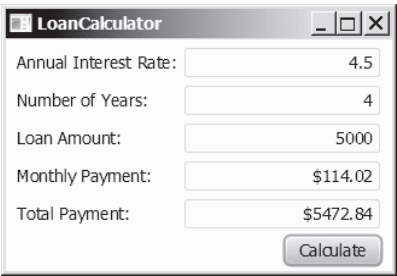 LoanCalculator
Annual Interest Rate: 4.5
Number of Years: 4
Loan Amount: 5000
Monthly Payment: $114.02
Total Payment: $5472.84
Calculate